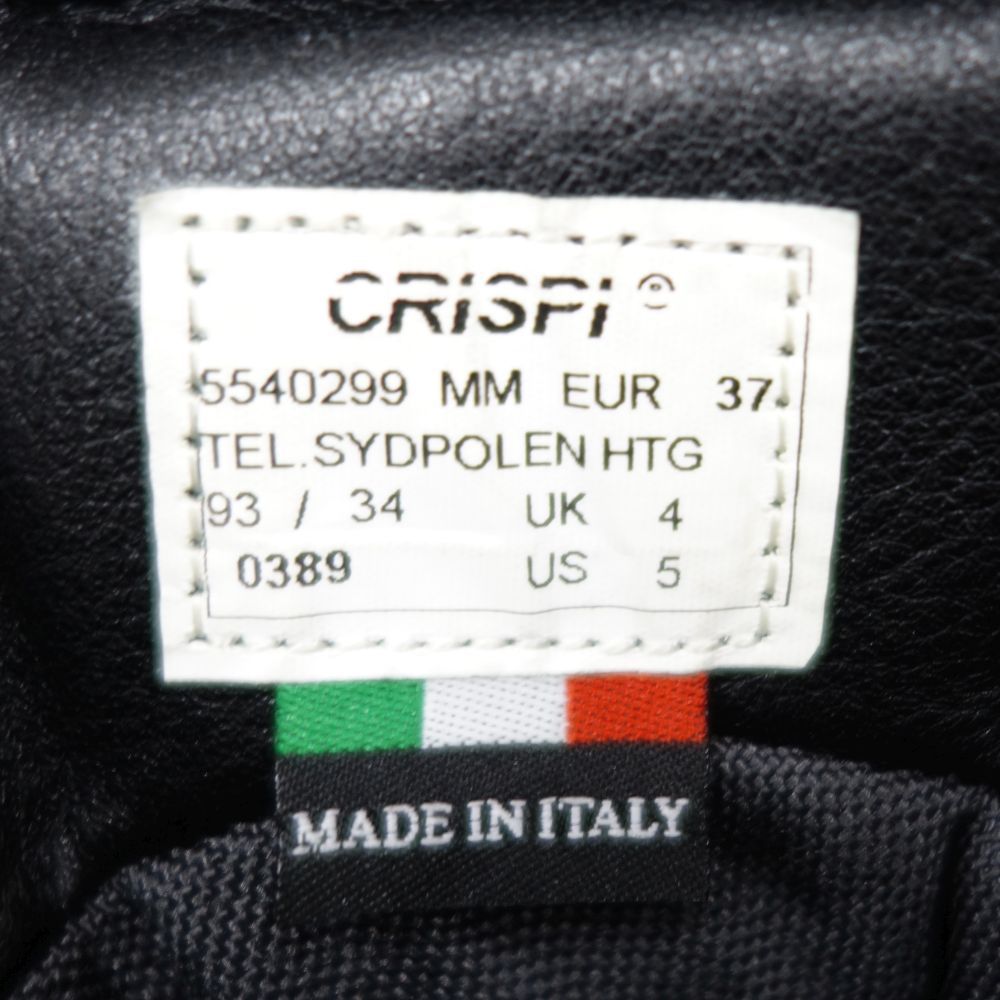 CRISPI ®
5540299 MM EUR 37
TEL.SYDPOLEN HTG
93 / 34 UK 4
0389 US 5
MADE IN ITALY